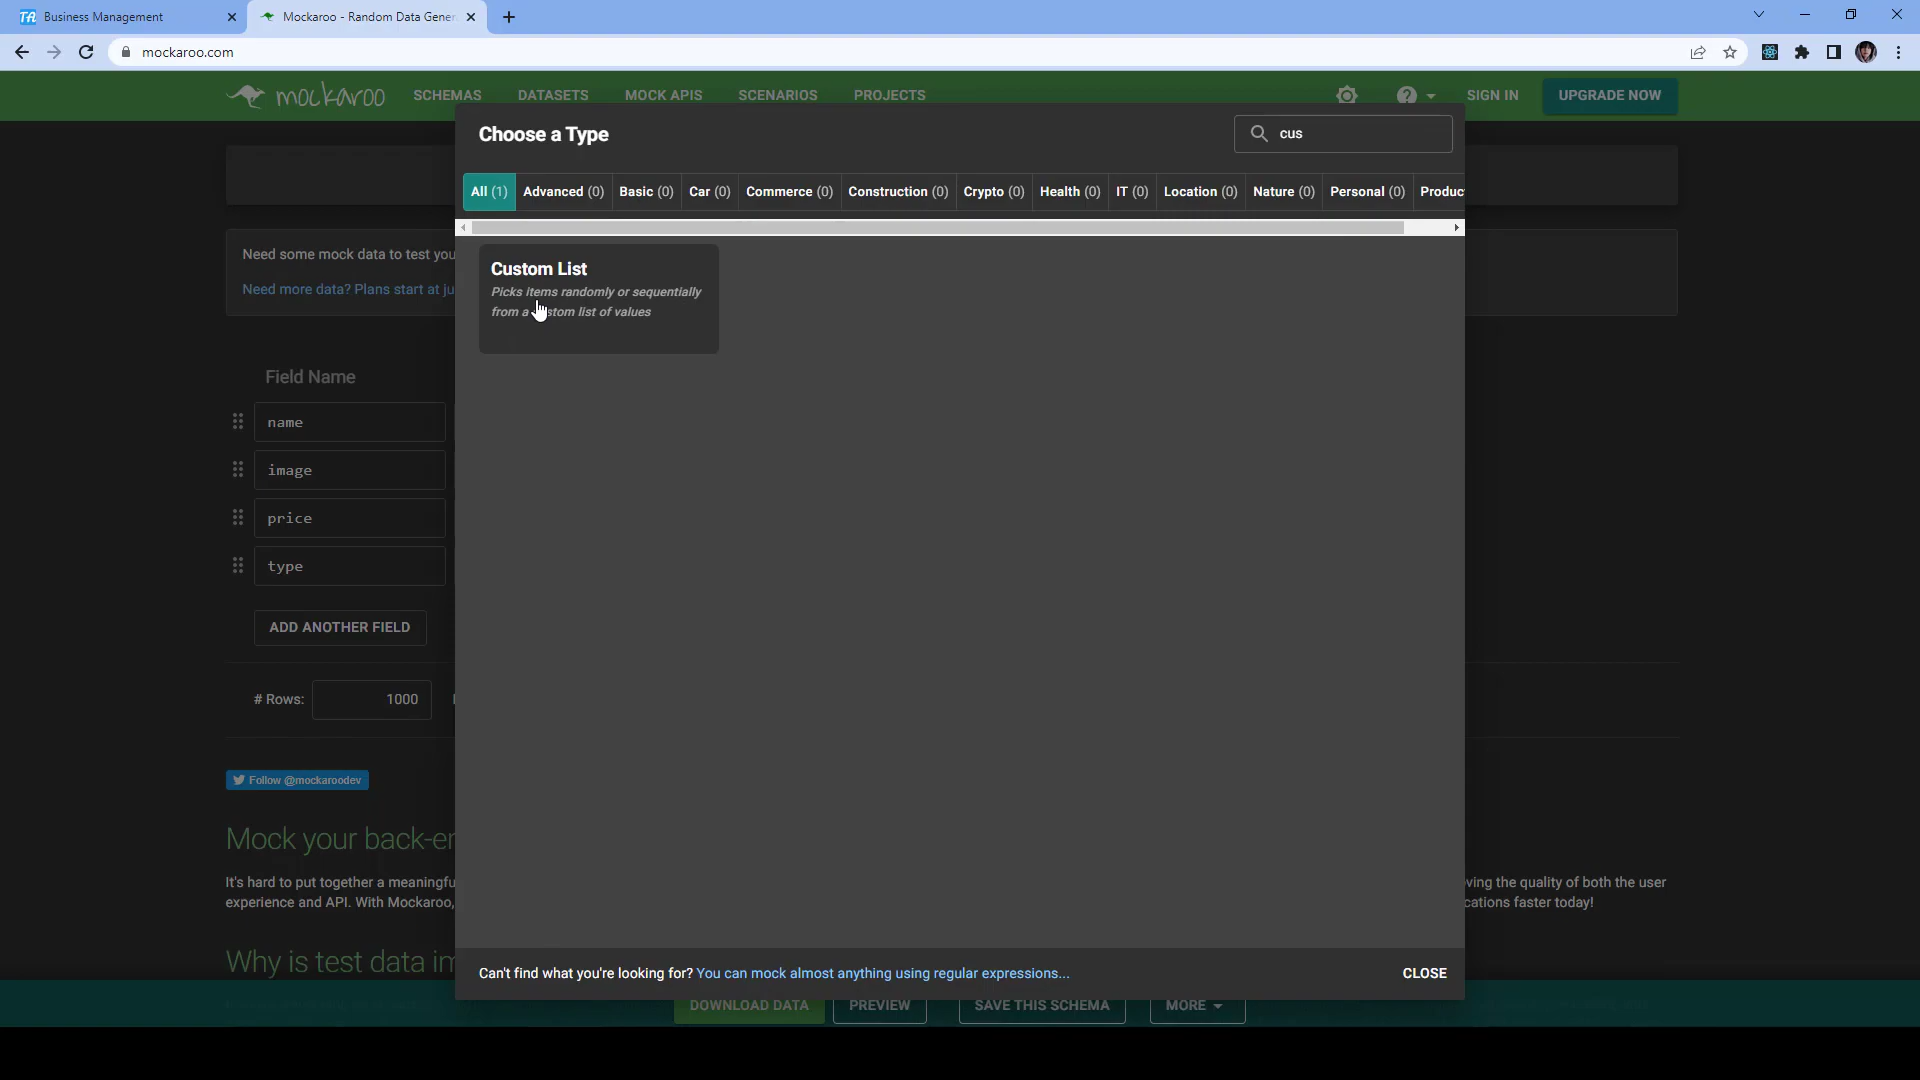 Business Management
Mockaroo - Random Data Gener
mockaroo.com
mockaroo
SCHEMAS
DATASETS
MOCK APIS
SCENARIOS
PROJECTS
SIGN IN
UPGRADE NOW
Choose a Type
cus
All (1)
Advanced (0)
Basic (0)
Car (0)
Commerce (0)
Construction (0)
Crypto (0)
Health (0)
IT (0)
Location (0)
Nature (0)
Personal (0)
Produc
Need some mock data to test you
Need more data? Plans start at ju
Custom List
Picks items randomly or sequentially
from a custom list of values
Field Name
name
image
price
type
ADD ANOTHER FIELD
# Rows:
1000
Follow @mockaroodev
Mock your back-en
It's hard to put together a meaningfu
ving the quality of both the user
experience and API. With Mockaroo,
cations faster today!
Why is test data im
Can't find what you're looking for? You can mock almost anything using regular expressions...
CLOSE
DOWNLOAD DATA
PREVIEW
SAVE THIS SCHEMA
MORE